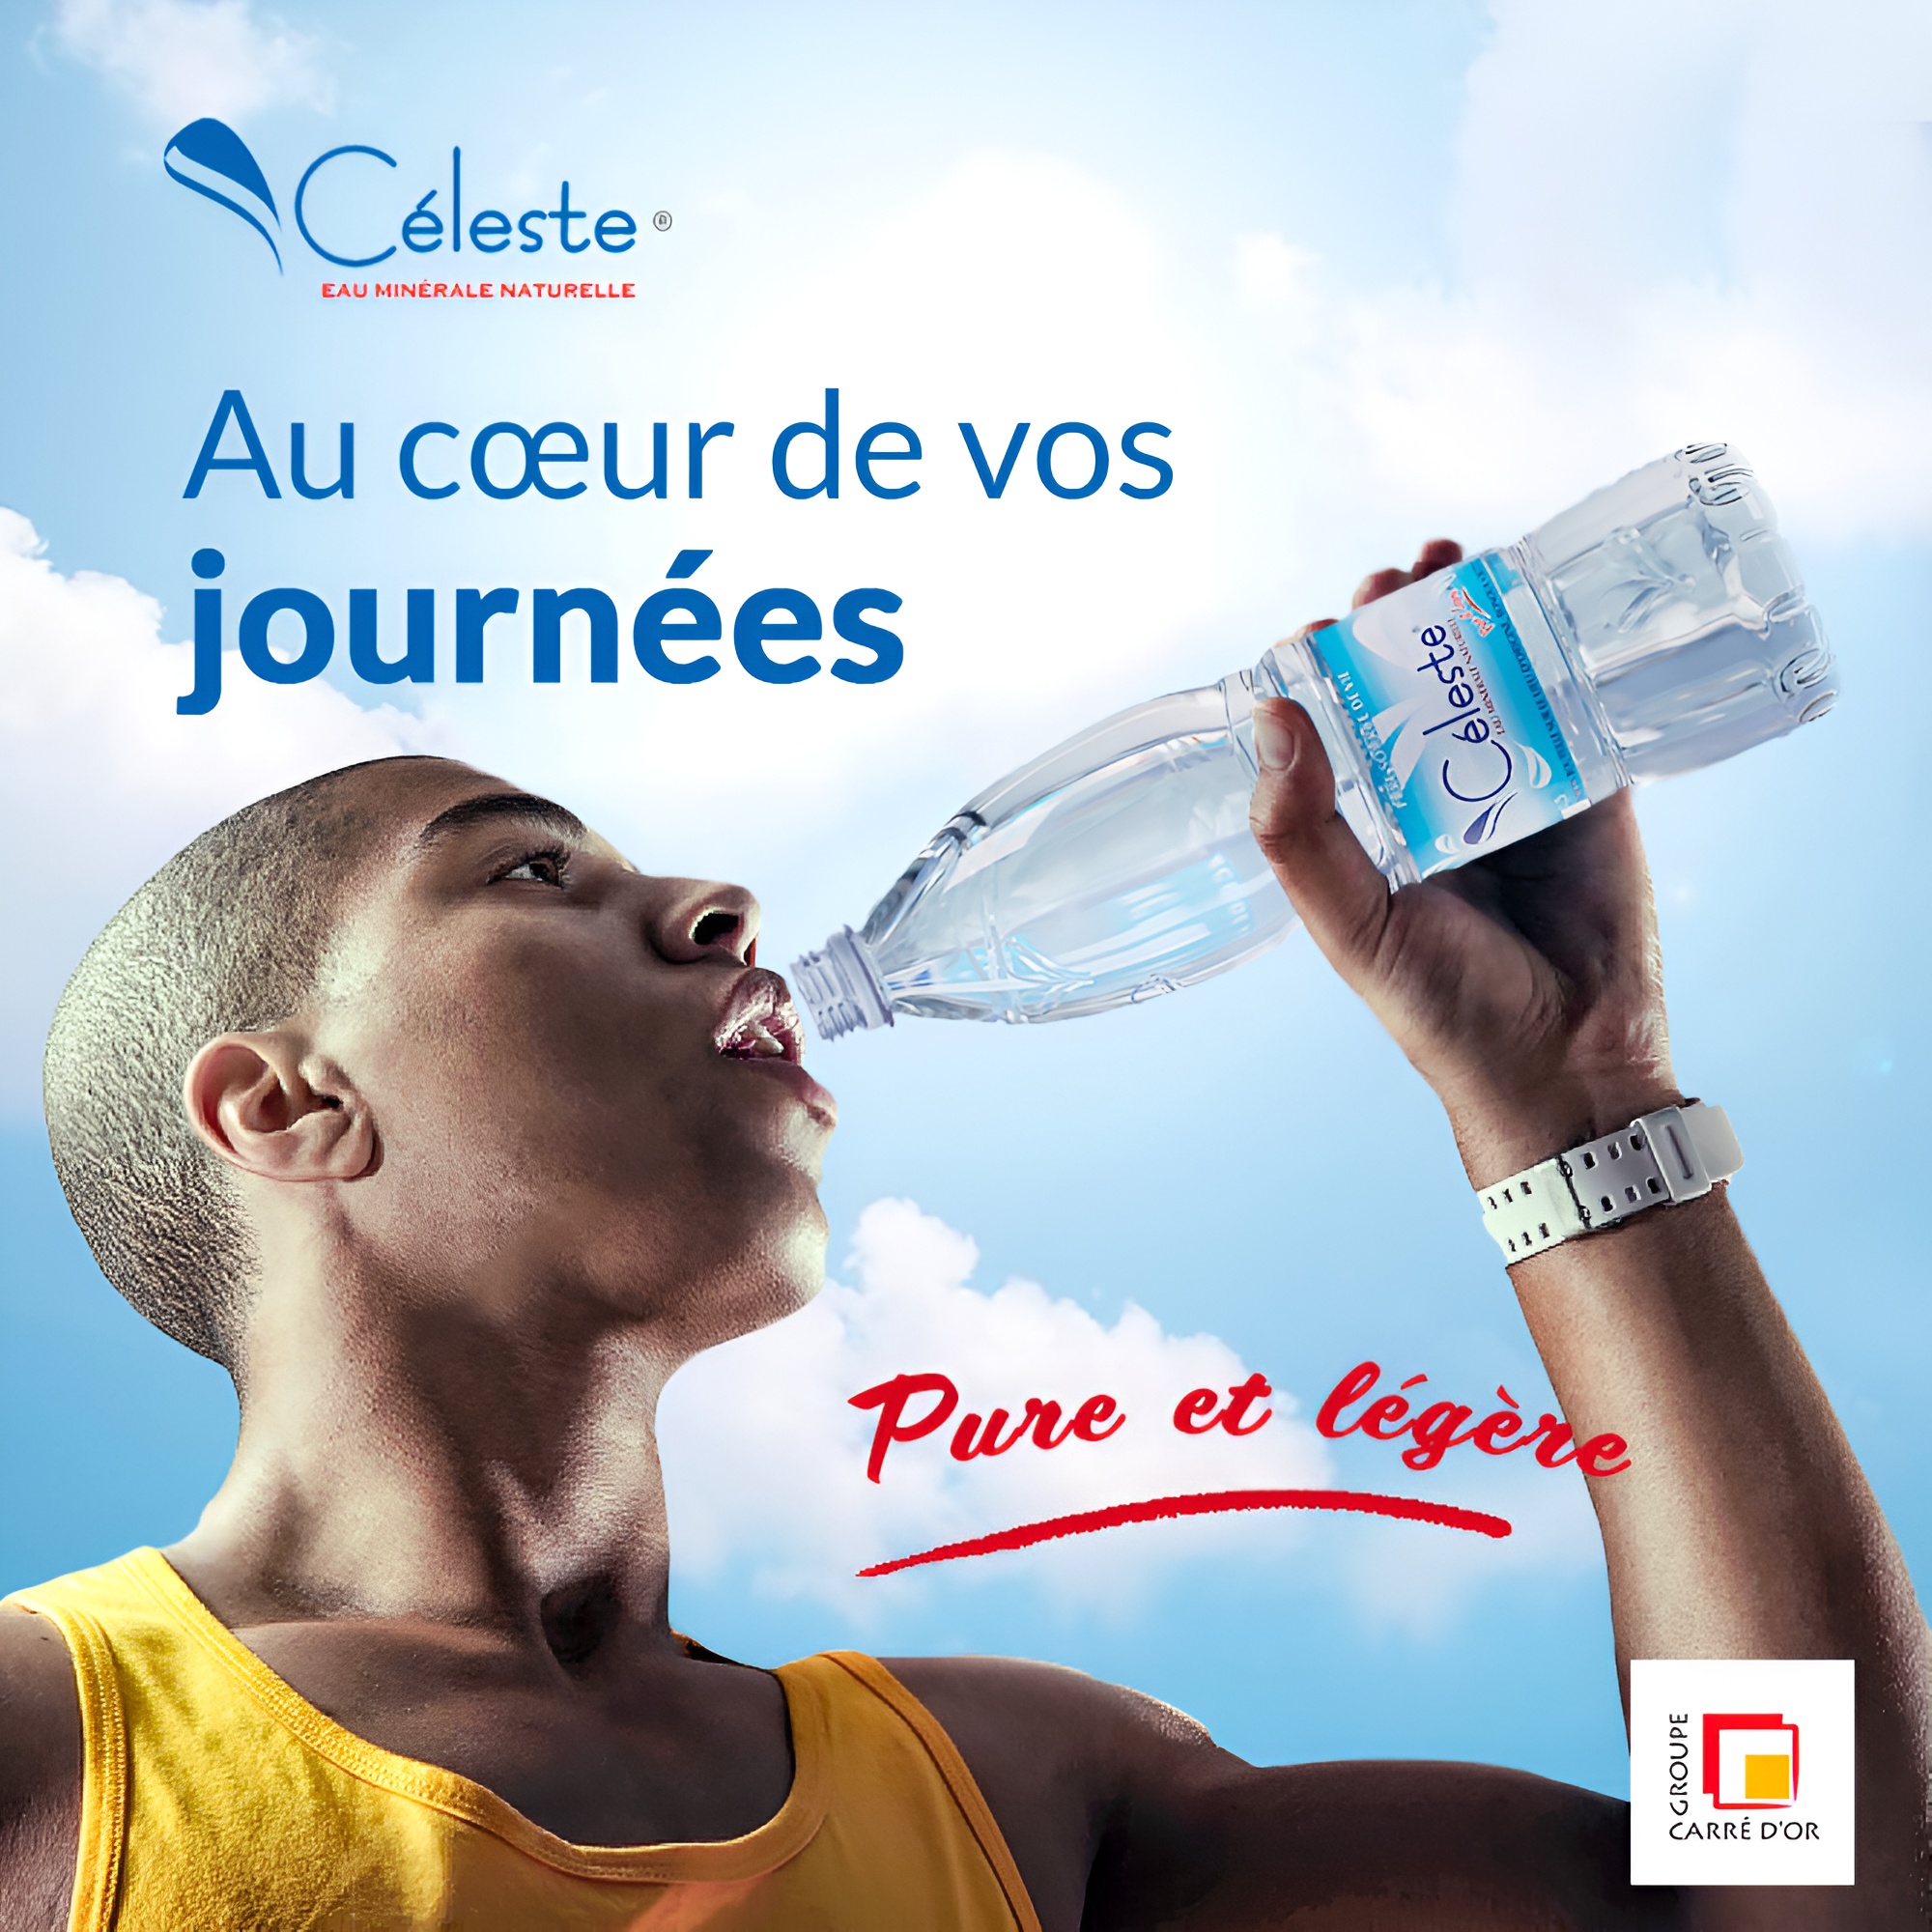 Céleste ®
EAU MINÉRALE NATURELLE
Au cœur de vos
journées
Céleste
Pure et légère
GROUPE
CARRÉ D'OR